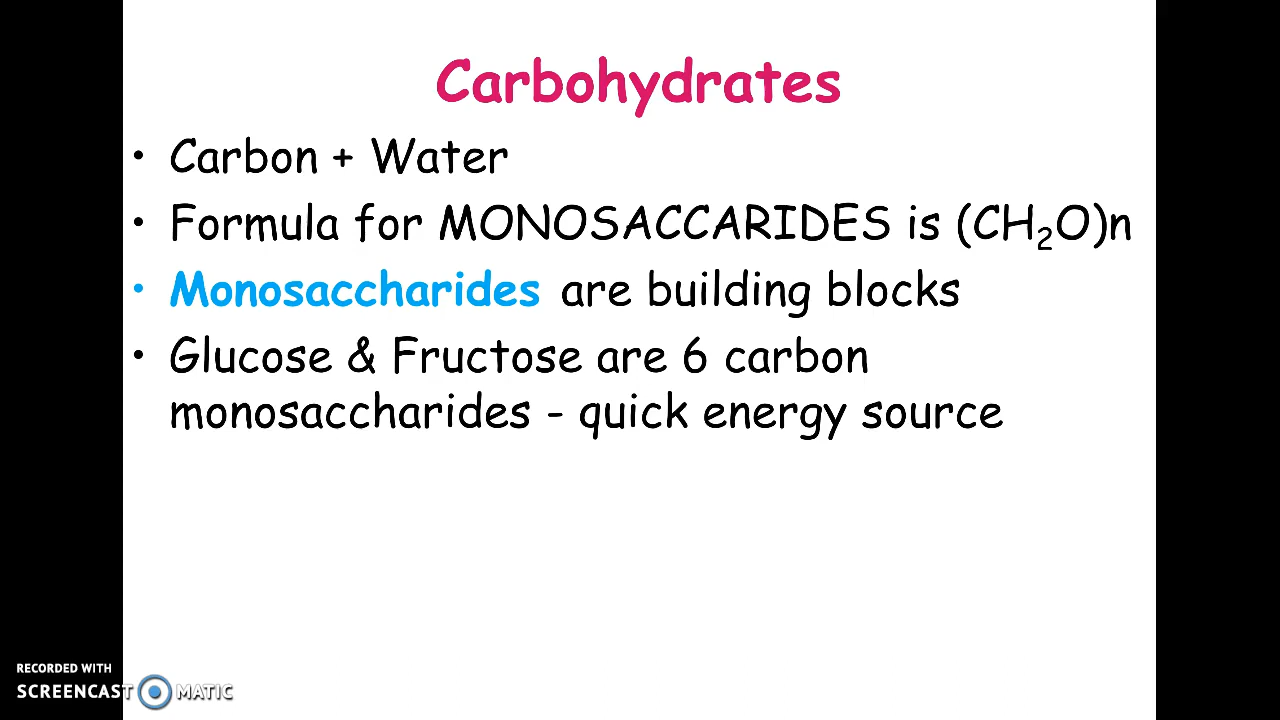 Carbohydrates
• Carbon + Water
• Formula for MONOSACCARIDES is (CH₂O)n
• Monosaccharides are building blocks
• Glucose & Fructose are 6 carbon
monosaccharides - quick energy source
RECORDED WITH
SCREENCAST MATIC